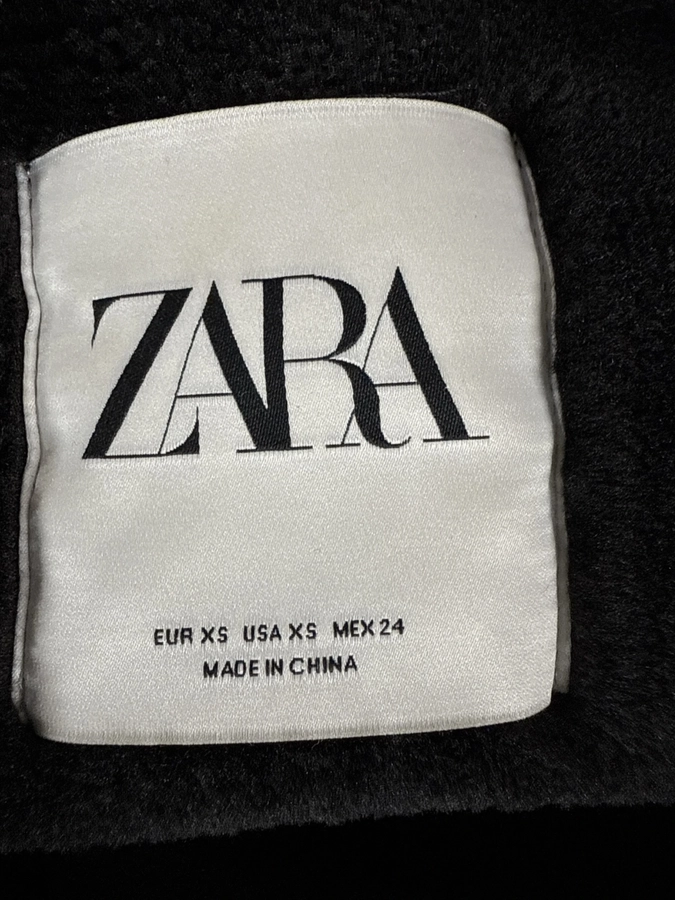 ZARA
EUR XS USA XS MEX 24
MADE IN CHINA